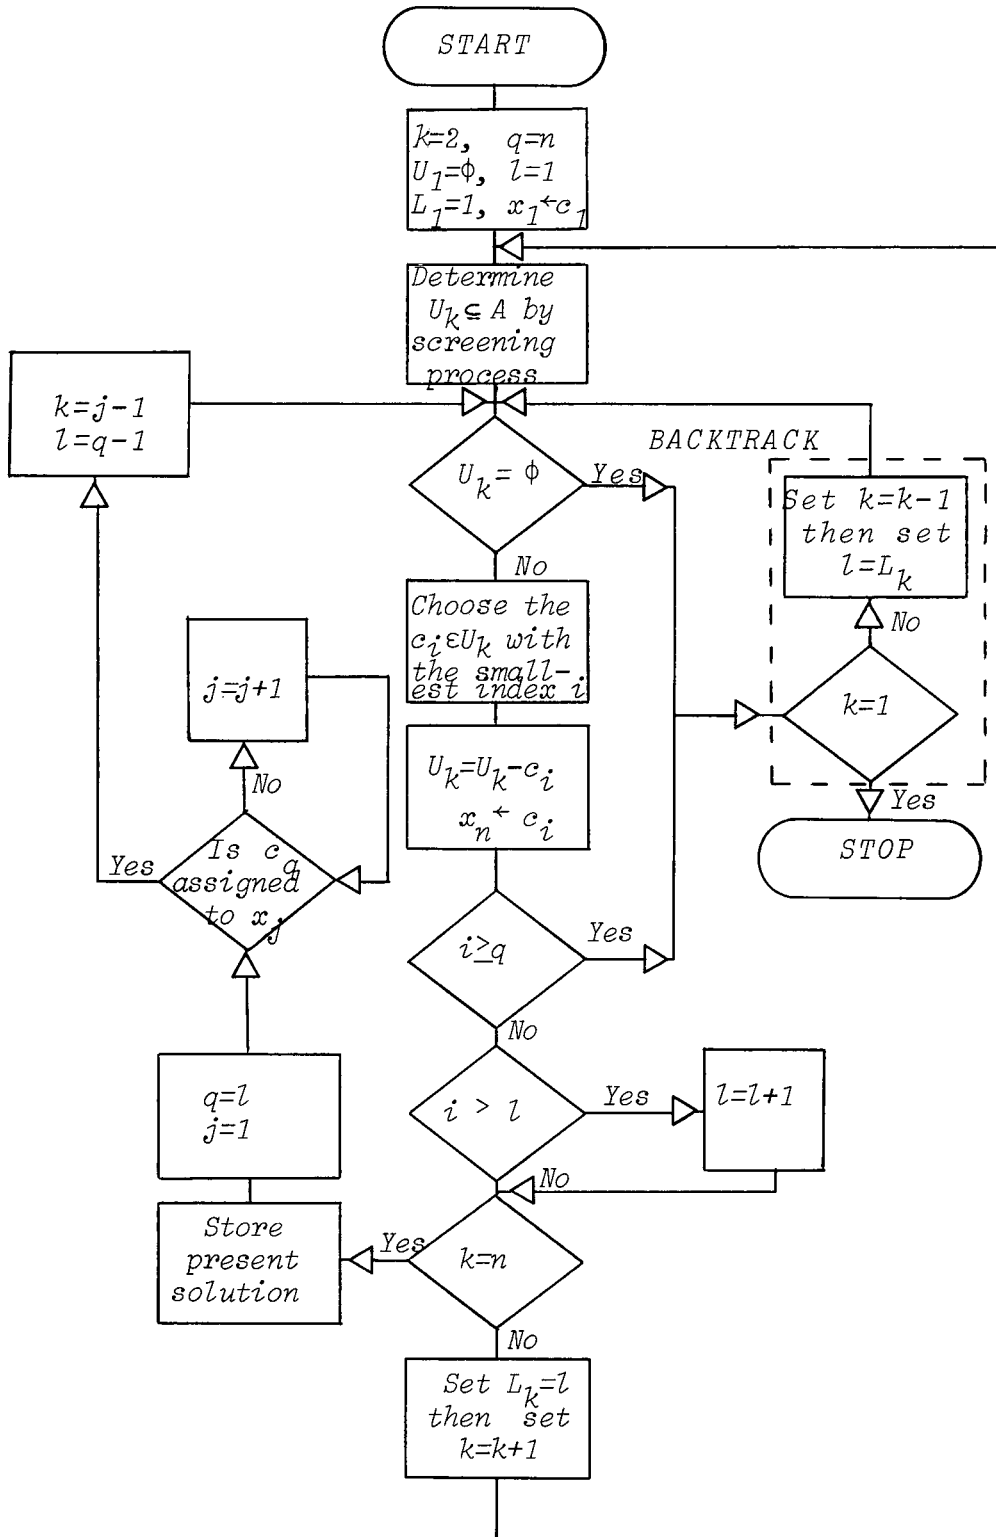 START
k=2, q=n
U₁=ϕ, l=1
L₁=1, x₁←c₁
Determine
Uₖ⊆A by
screening
process
k=j-1
l=q-1
BACKTRACK
Uₖ=ϕ
Yes
Set k=k-1
then set
l=Lₖ
No
No
Choose the
cᵢεUₖ with
the small-
est index i
j=j+1
k=1
Uₖ=Uₖ-cᵢ
xₙ←cᵢ
No
Yes
STOP
Is c_q
assigned
to xⱼ
Yes
i≥q
Yes
No
q=l
j=1
i > l
Yes
l=l+1
No
Store
present
solution
Yes
k=n
No
Set Lₖ=l
then set
k=k+1